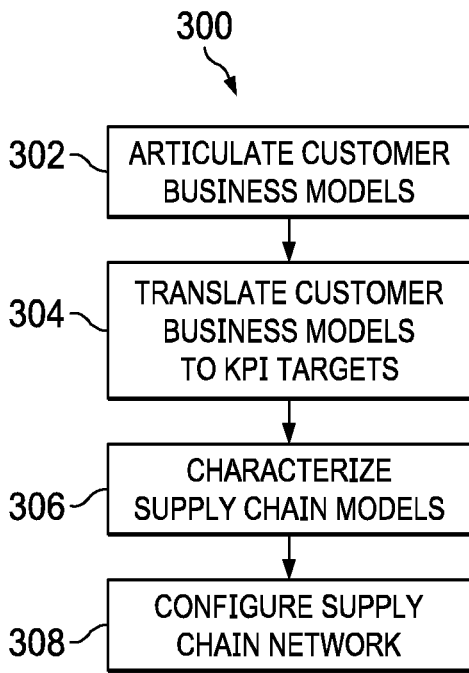 300
302
ARTICULATE CUSTOMER
BUSINESS MODELS
304
TRANSLATE CUSTOMER
BUSINESS MODELS
TO KPI TARGETS
306
CHARACTERIZE
SUPPLY CHAIN MODELS
308
CONFIGURE SUPPLY
CHAIN NETWORK